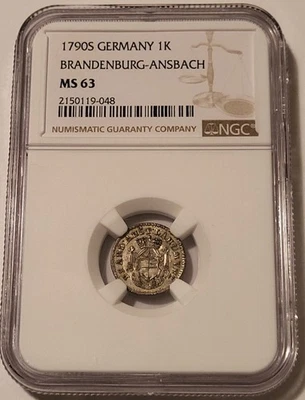 1790S GERMANY 1K
BRANDENBURG-ANSBACH
MS 63
2150119-048
NUMISMATIC GUARANTY COMPANY
NGC